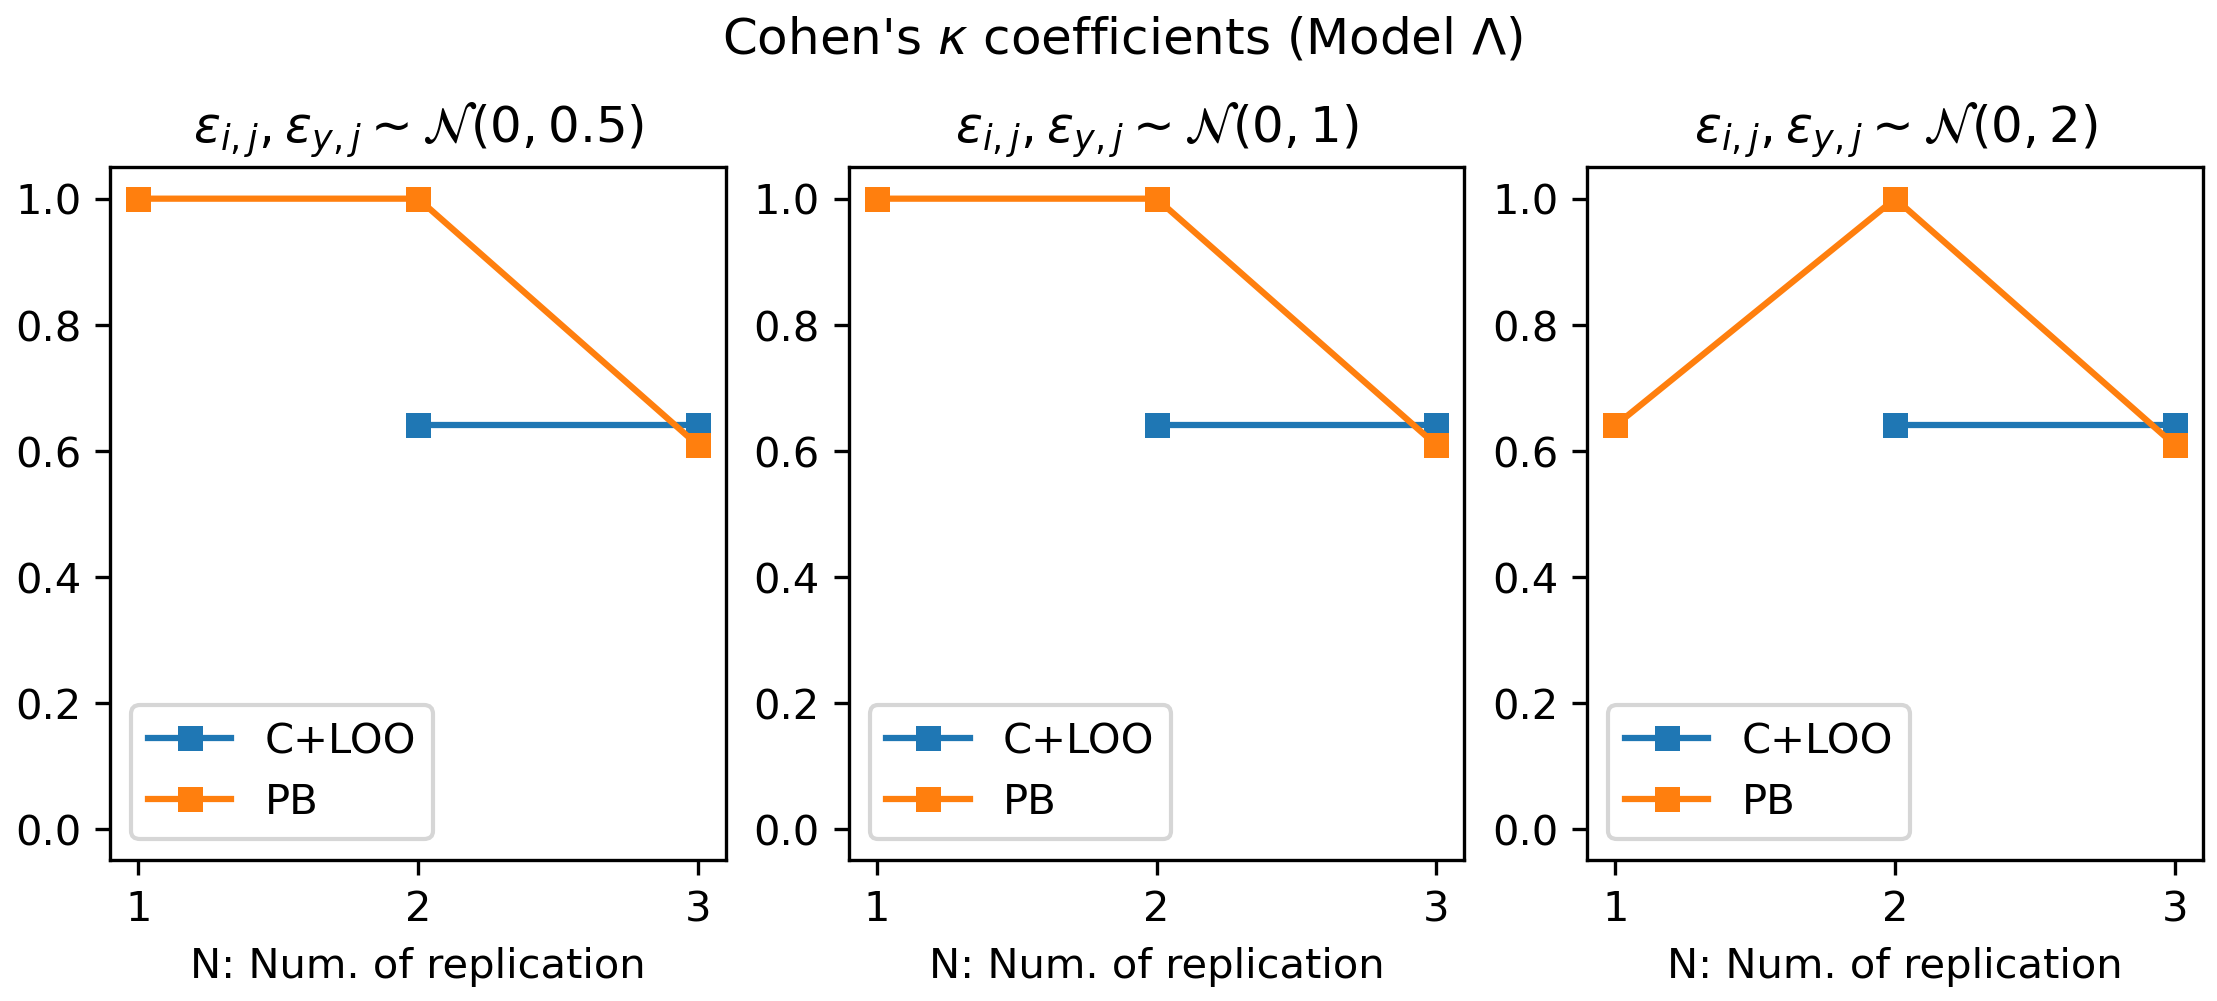 Cohen's κ coefficients (Model Λ)
ε_{i,j}, ε_{y,j} ~ 𝒩(0, 0.5)
1.0
0.8
0.6
0.4
0.2
0.0
C+LOO
PB
1 2 3
N: Num. of replication
ε_{i,j}, ε_{y,j} ~ 𝒩(0, 1)
1.0
0.8
0.6
0.4
0.2
0.0
C+LOO
PB
1 2 3
N: Num. of replication
ε_{i,j}, ε_{y,j} ~ 𝒩(0, 2)
1.0
0.8
0.6
0.4
0.2
0.0
C+LOO
PB
1 2 3
N: Num. of replication